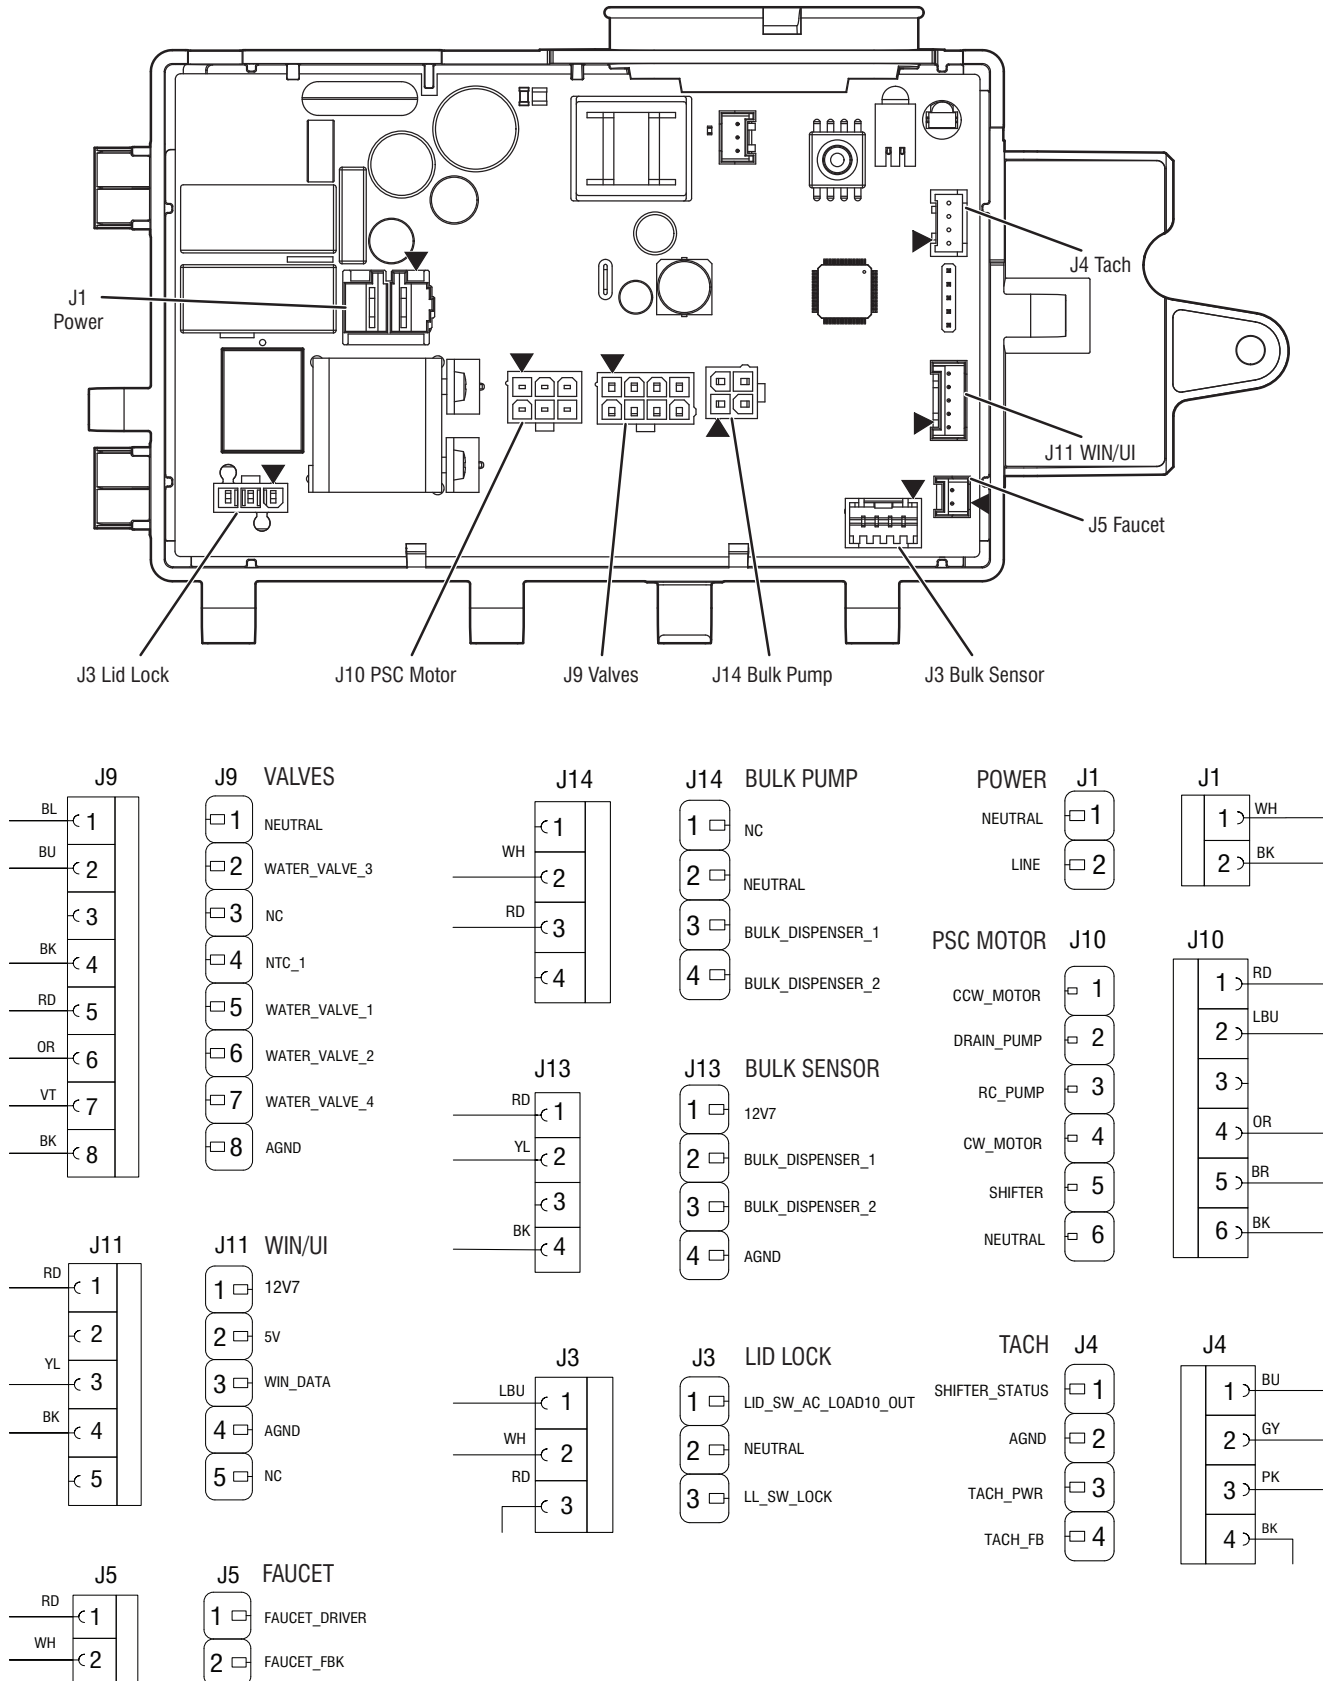 J4 Tach
J1
Power
J11 WIN/UI
J5 Faucet
J3 Lid Lock
J10 PSC Motor
J9 Valves
J14 Bulk Pump
J3 Bulk Sensor
J9
BL 1
BU 2
3
BK 4
RD 5
OR 6
VT 7
BK 8
J9 VALVES
1 NEUTRAL
2 WATER_VALVE_3
3 NC
4 NTC_1
5 WATER_VALVE_1
6 WATER_VALVE_2
7 WATER_VALVE_4
8 AGND
J14
1
WH 2
RD 3
4
J14 BULK PUMP
1 NC
2 NEUTRAL
3 BULK_DISPENSER_1
4 BULK_DISPENSER_2
POWER J1
NEUTRAL 1
LINE 2
J1
1 WH
2 BK
PSC MOTOR J10
CCW_MOTOR 1
DRAIN_PUMP 2
RC_PUMP 3
CW_MOTOR 4
SHIFTER 5
NEUTRAL 6
J10
1 RD
2 LBU
3
4 OR
5 BR
6 BK
J13
RD 1
YL 2
3
BK 4
J13 BULK SENSOR
1 12V7
2 BULK_DISPENSER_1
3 BULK_DISPENSER_2
4 AGND
J11
RD 1
2
YL 3
BK 4
5
J11 WIN/UI
1 12V7
2 5V
3 WIN_DATA
4 AGND
5 NC
J3
LBU 1
WH 2
RD 3
J3 LID LOCK
1 LID_SW_AC_LOAD10_OUT
2 NEUTRAL
3 LL_SW_LOCK
TACH J4
SHIFTER_STATUS 1
AGND 2
TACH_PWR 3
TACH_FB 4
J4
1 BU
2 GY
3 PK
4 BK
J5
RD 1
WH 2
J5 FAUCET
1 FAUCET_DRIVER
2 FAUCET_FBK